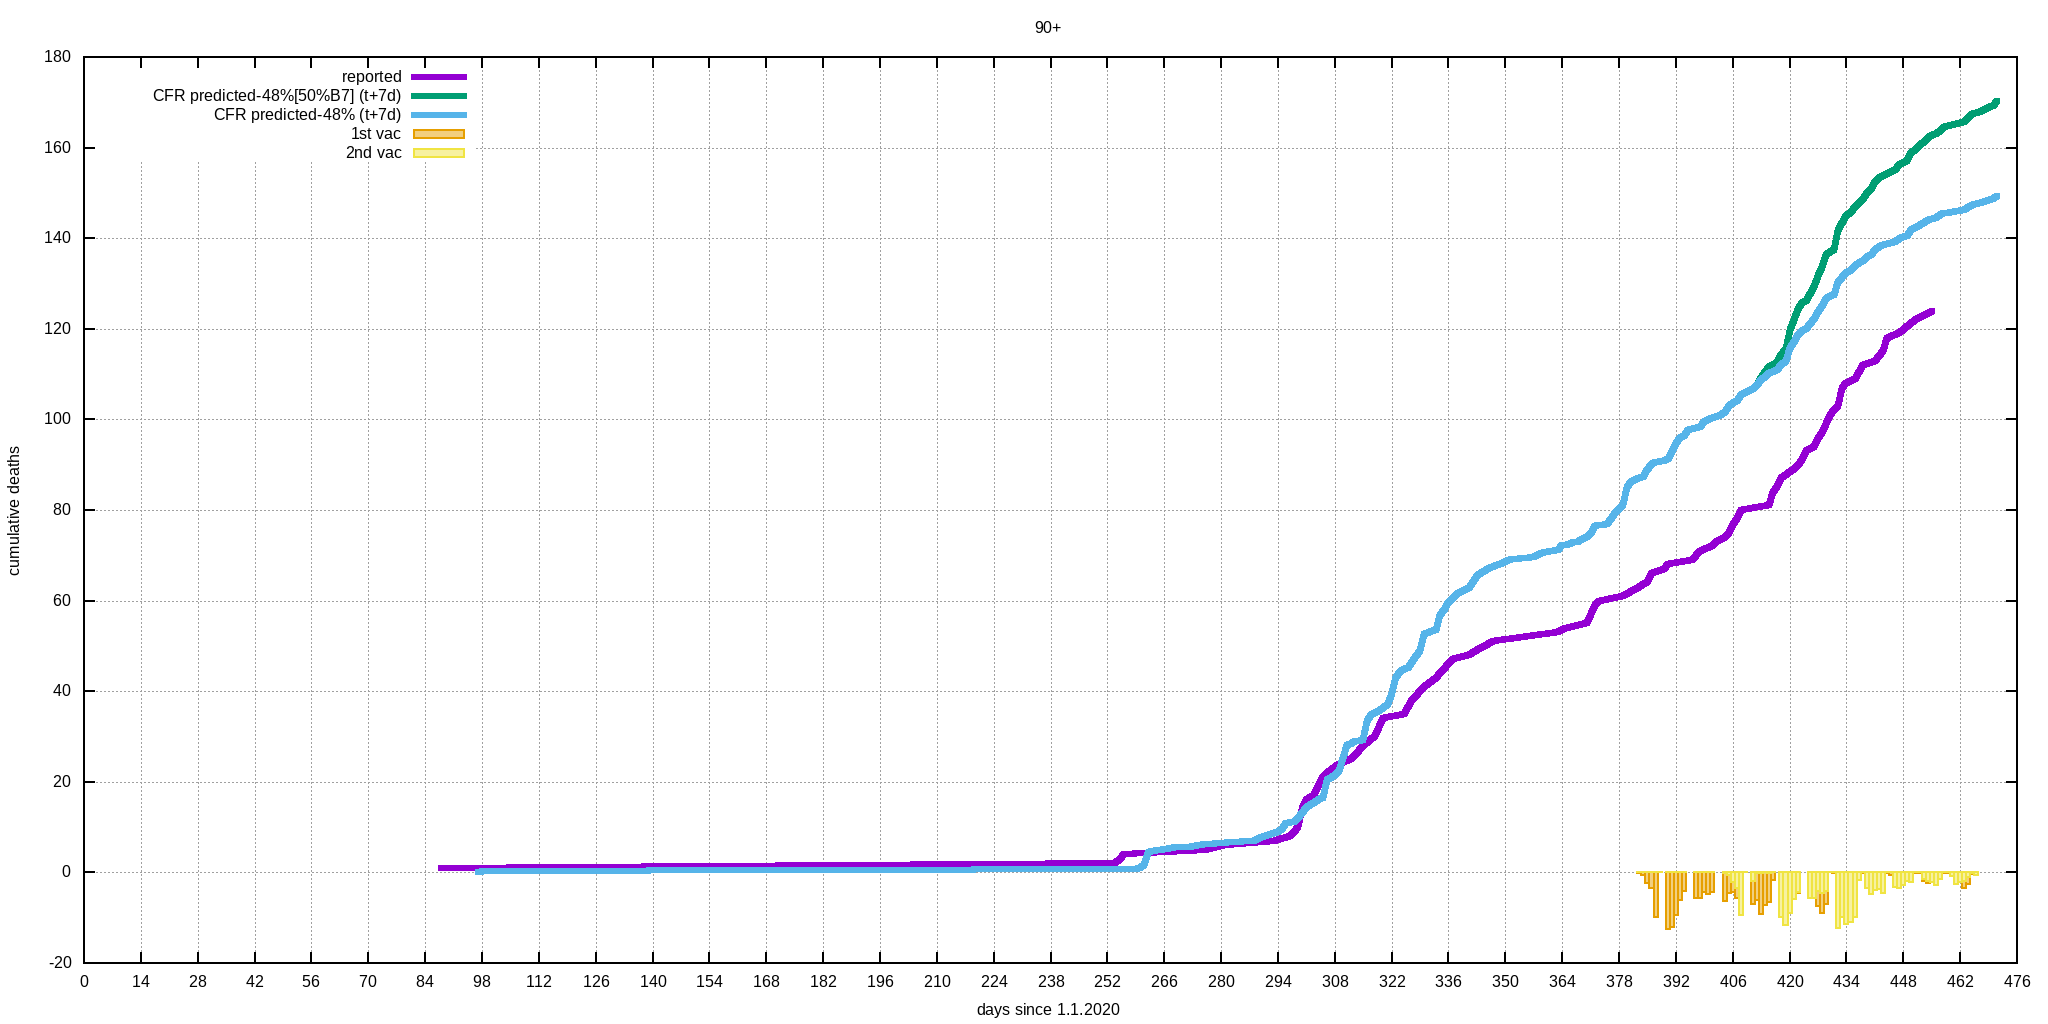 90+
180
160
140
120
100
80
60
40
20
0
-20
cumulative deaths
reported
CFR predicted-48%[50%B7] (t+7d)
CFR predicted-48% (t+7d)
1st vac
2nd vac
0 14 28 42 56 70 84 98 112 126 140 154 168 182 196 210 224 238 252 266 280 294 308 322 336 350 364 378 392 406 420 434 448 462 476
days since 1.1.2020